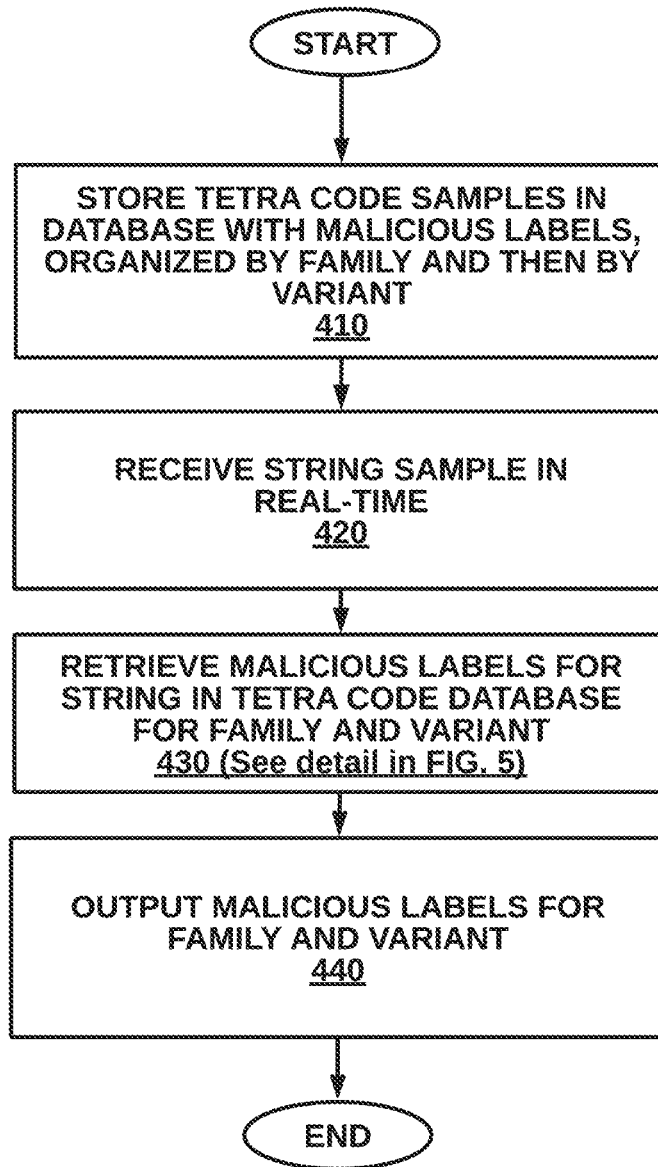 START
STORE TETRA CODE SAMPLES IN
DATABASE WITH MALICIOUS LABELS,
ORGANIZED BY FAMILY AND THEN BY
VARIANT
410
RECEIVE STRING SAMPLE IN
REAL-TIME
420
RETRIEVE MALICIOUS LABELS FOR
STRING IN TETRA CODE DATABASE
FOR FAMILY AND VARIANT
430 (See detail in FIG. 5)
OUTPUT MALICIOUS LABELS FOR
FAMILY AND VARIANT
440
END